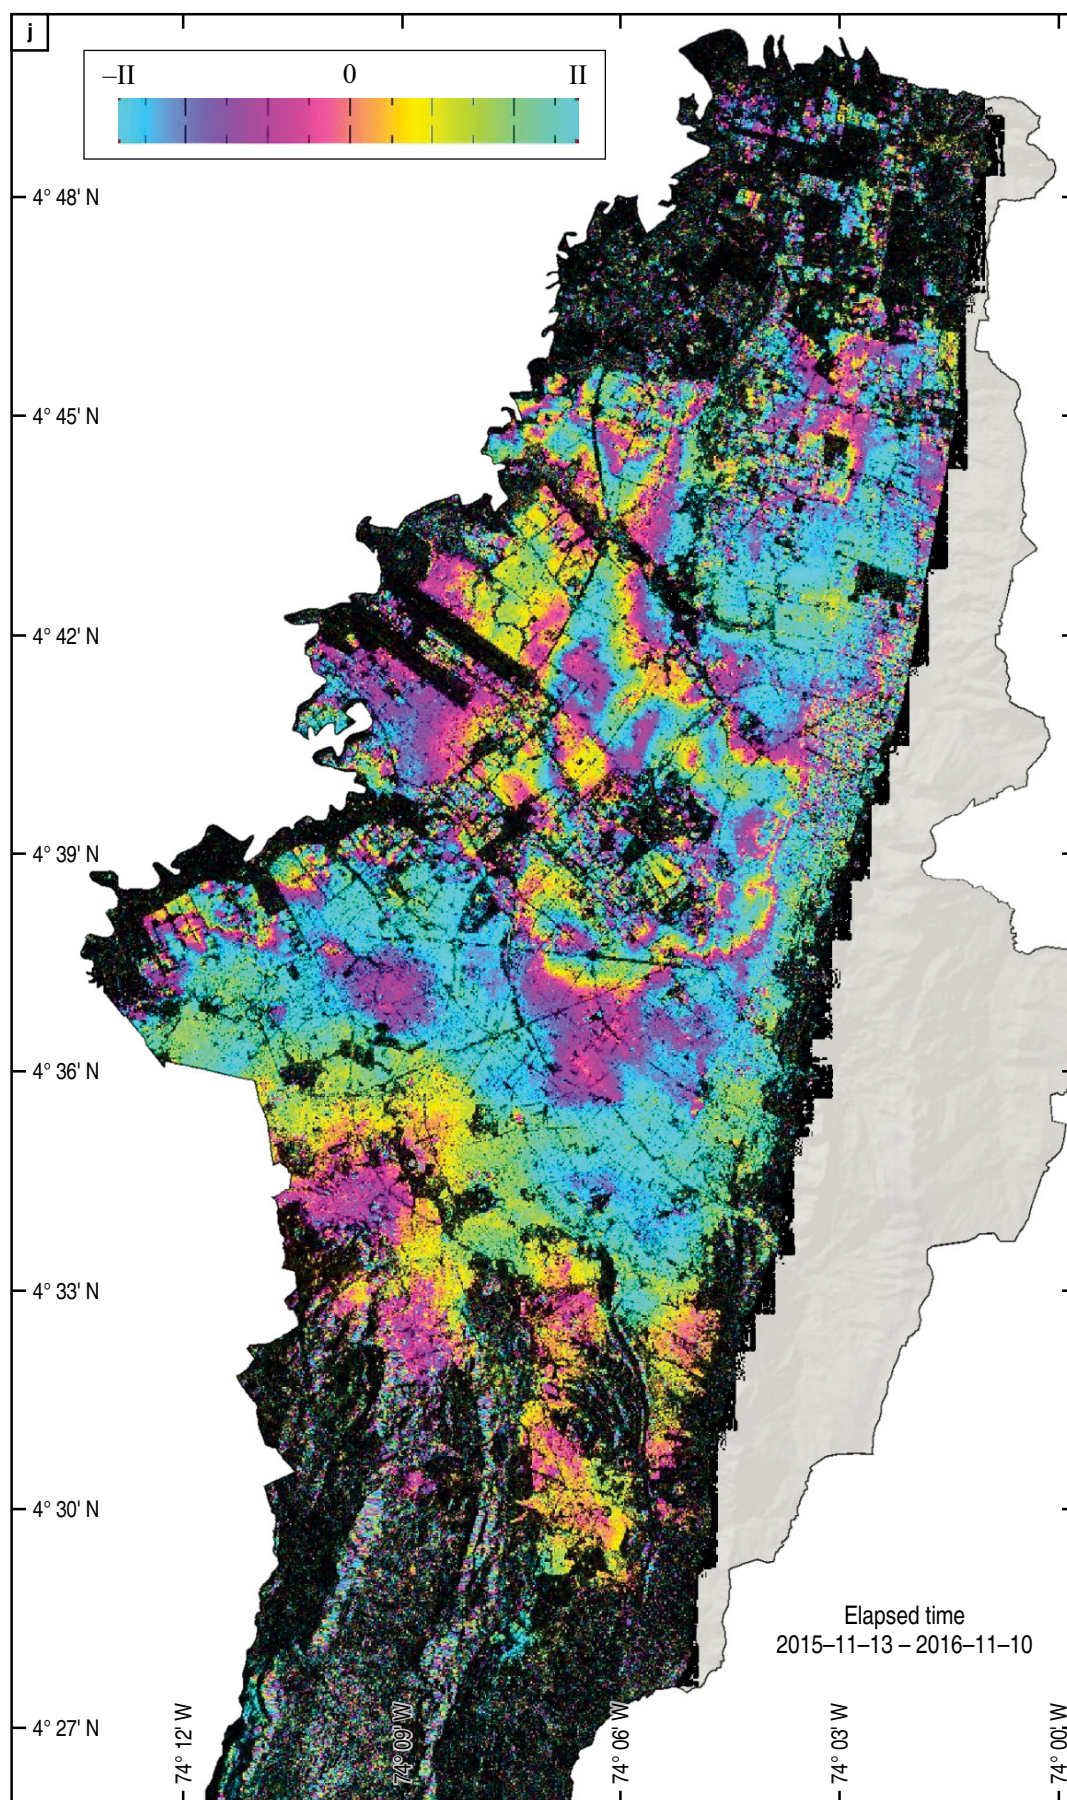 j
–II 0 II
4° 48' N
4° 45' N
4° 42' N
4° 39' N
4° 36' N
4° 33' N
4° 30' N
4° 27' N
Elapsed time
2015–11–13 – 2016–11–10
74° 12' W
74° 09' W
74° 06' W
74° 03' W
74° 00' W